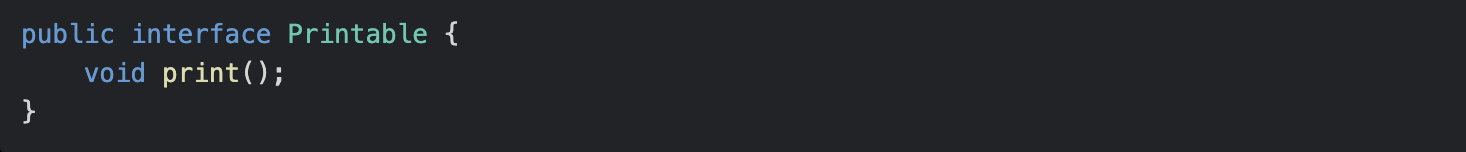 public interface Printable {
    void print();
}